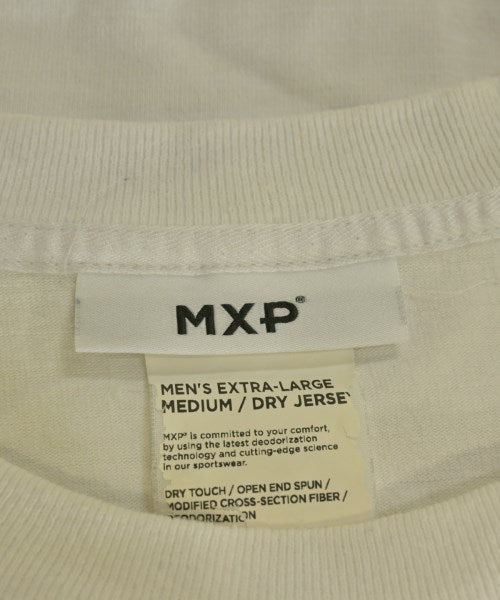 MXP®
MEN'S EXTRA-LARGE
MEDIUM / DRY JERSEY
MXP® is committed to your comfort,
by using the latest deodorization
technology and cutting-edge science
in our sportswear.
DRY TOUCH / OPEN END SPUN /
MODIFIED CROSS-SECTION FIBER /
DEODORIZATION